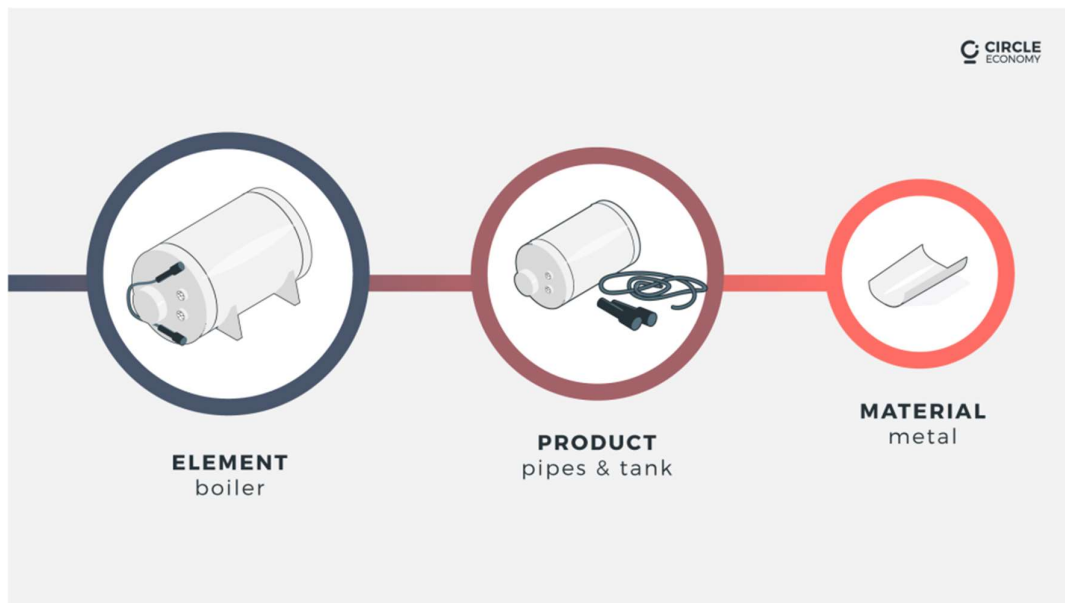 CIRCLE
ECONOMY
ELEMENT
boiler
PRODUCT
pipes & tank
MATERIAL
metal